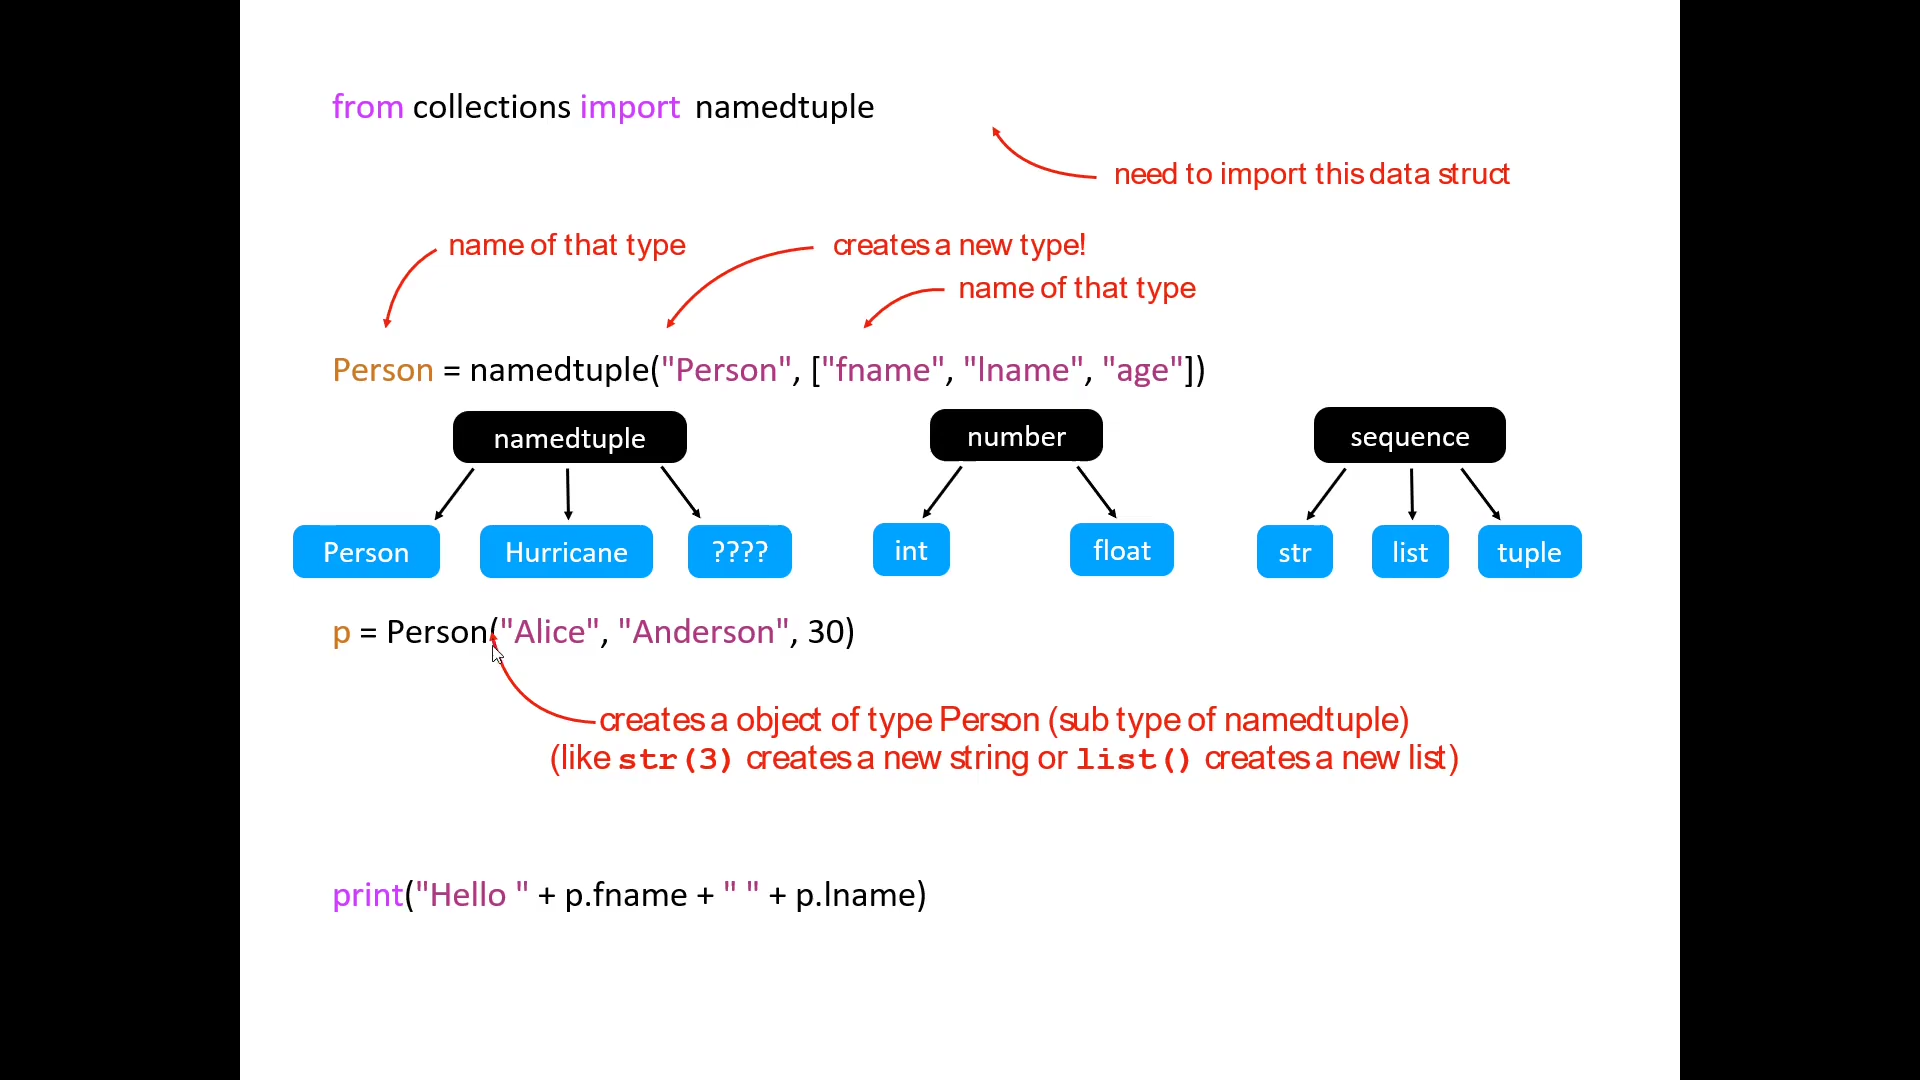 from collections import namedtuple
need to import this data struct
name of that type
creates a new type!
name of that type
Person = namedtuple("Person", ["fname", "lname", "age"])
namedtuple
number
sequence
Person
Hurricane
????
int
float
str
list
tuple
p = Person("Alice", "Anderson", 30)
creates a object of type Person (sub type of namedtuple)
(like str(3) creates a new string or list() creates a new list)
print("Hello " + p.fname + " " + p.lname)